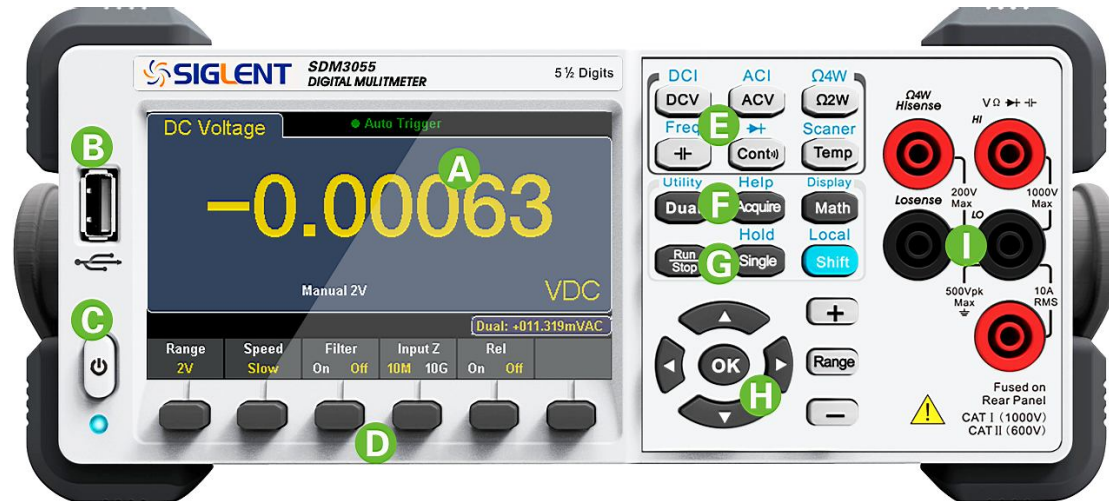 SIGLENT SDM3055
DIGITAL MULITMETER
5 ½ Digits
DC Voltage
Auto Trigger
A
B
−0.00063
Manual 2V
VDC
Dual: +011.319mVAC
C
Range Speed Filter Input Z Rel
2V Slow On Off 10M 10G On Off
D
DCI ACI Ω4W
DCV ACV Ω2W
Freq E Scaner
Cont Temp
Utility Help Display
Dual F Acquire Math
Hold Local
Run Stop G Single Shift
+
OK Range
H
−
Ω4W
Hisense
VΩ
HI
200V
Max
1000V
Max
Losense LO
I
500Vpk
Max
10A
RMS
Fused on
Rear Panel
CAT I (1000V)
CAT II (600V)